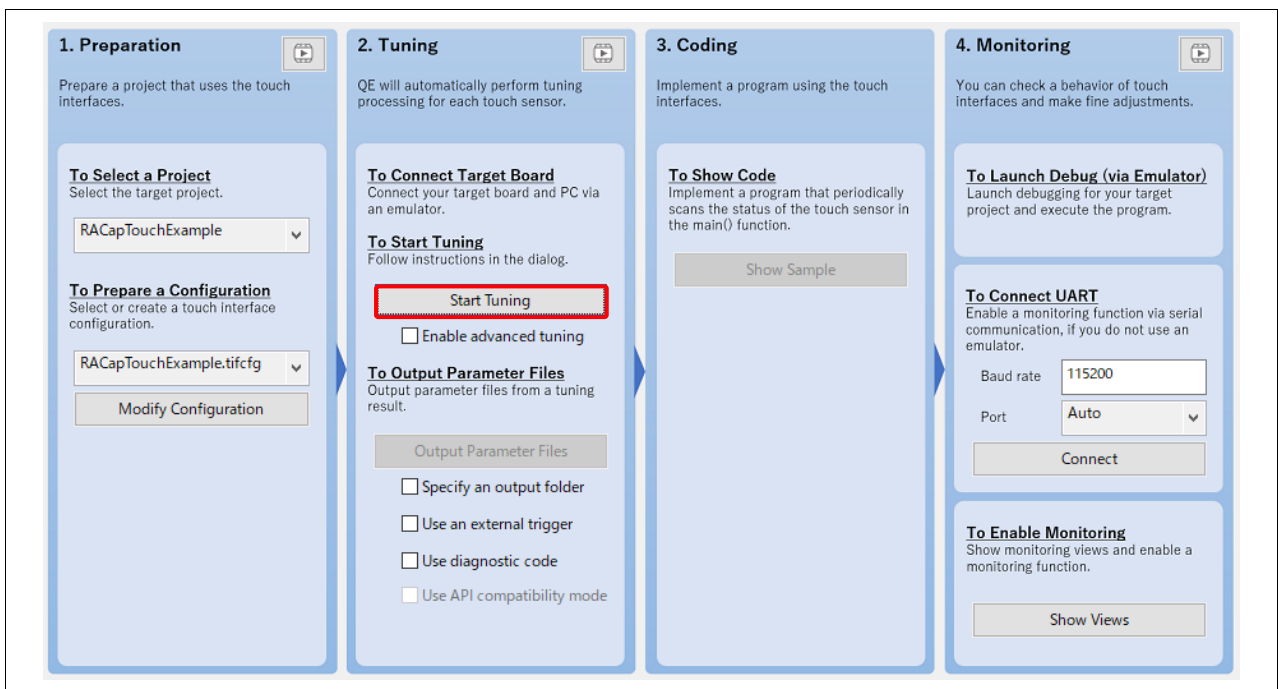 1. Preparation
Prepare a project that uses the touch
interfaces.
To Select a Project
Select the target project.
RACapTouchExample
To Prepare a Configuration
Select or create a touch interface
configuration.
RACapTouchExample.tifcfg
Modify Configuration
2. Tuning
QE will automatically perform tuning
processing for each touch sensor.
To Connect Target Board
Connect your target board and PC via
an emulator.
To Start Tuning
Follow instructions in the dialog.
Start Tuning
Enable advanced tuning
To Output Parameter Files
Output parameter files from a tuning
result.
Output Parameter Files
Specify an output folder
Use an external trigger
Use diagnostic code
Use API compatibility mode
3. Coding
Implement a program using the touch
interfaces.
To Show Code
Implement a program that periodically
scans the status of the touch sensor in
the main() function.
Show Sample
4. Monitoring
You can check a behavior of touch
interfaces and make fine adjustments.
To Launch Debug (via Emulator)
Launch debugging for your target
project and execute the program.
To Connect UART
Enable a monitoring function via serial
communication, if you do not use an
emulator.
Baud rate 115200
Port Auto
Connect
To Enable Monitoring
Show monitoring views and enable a
monitoring function.
Show Views